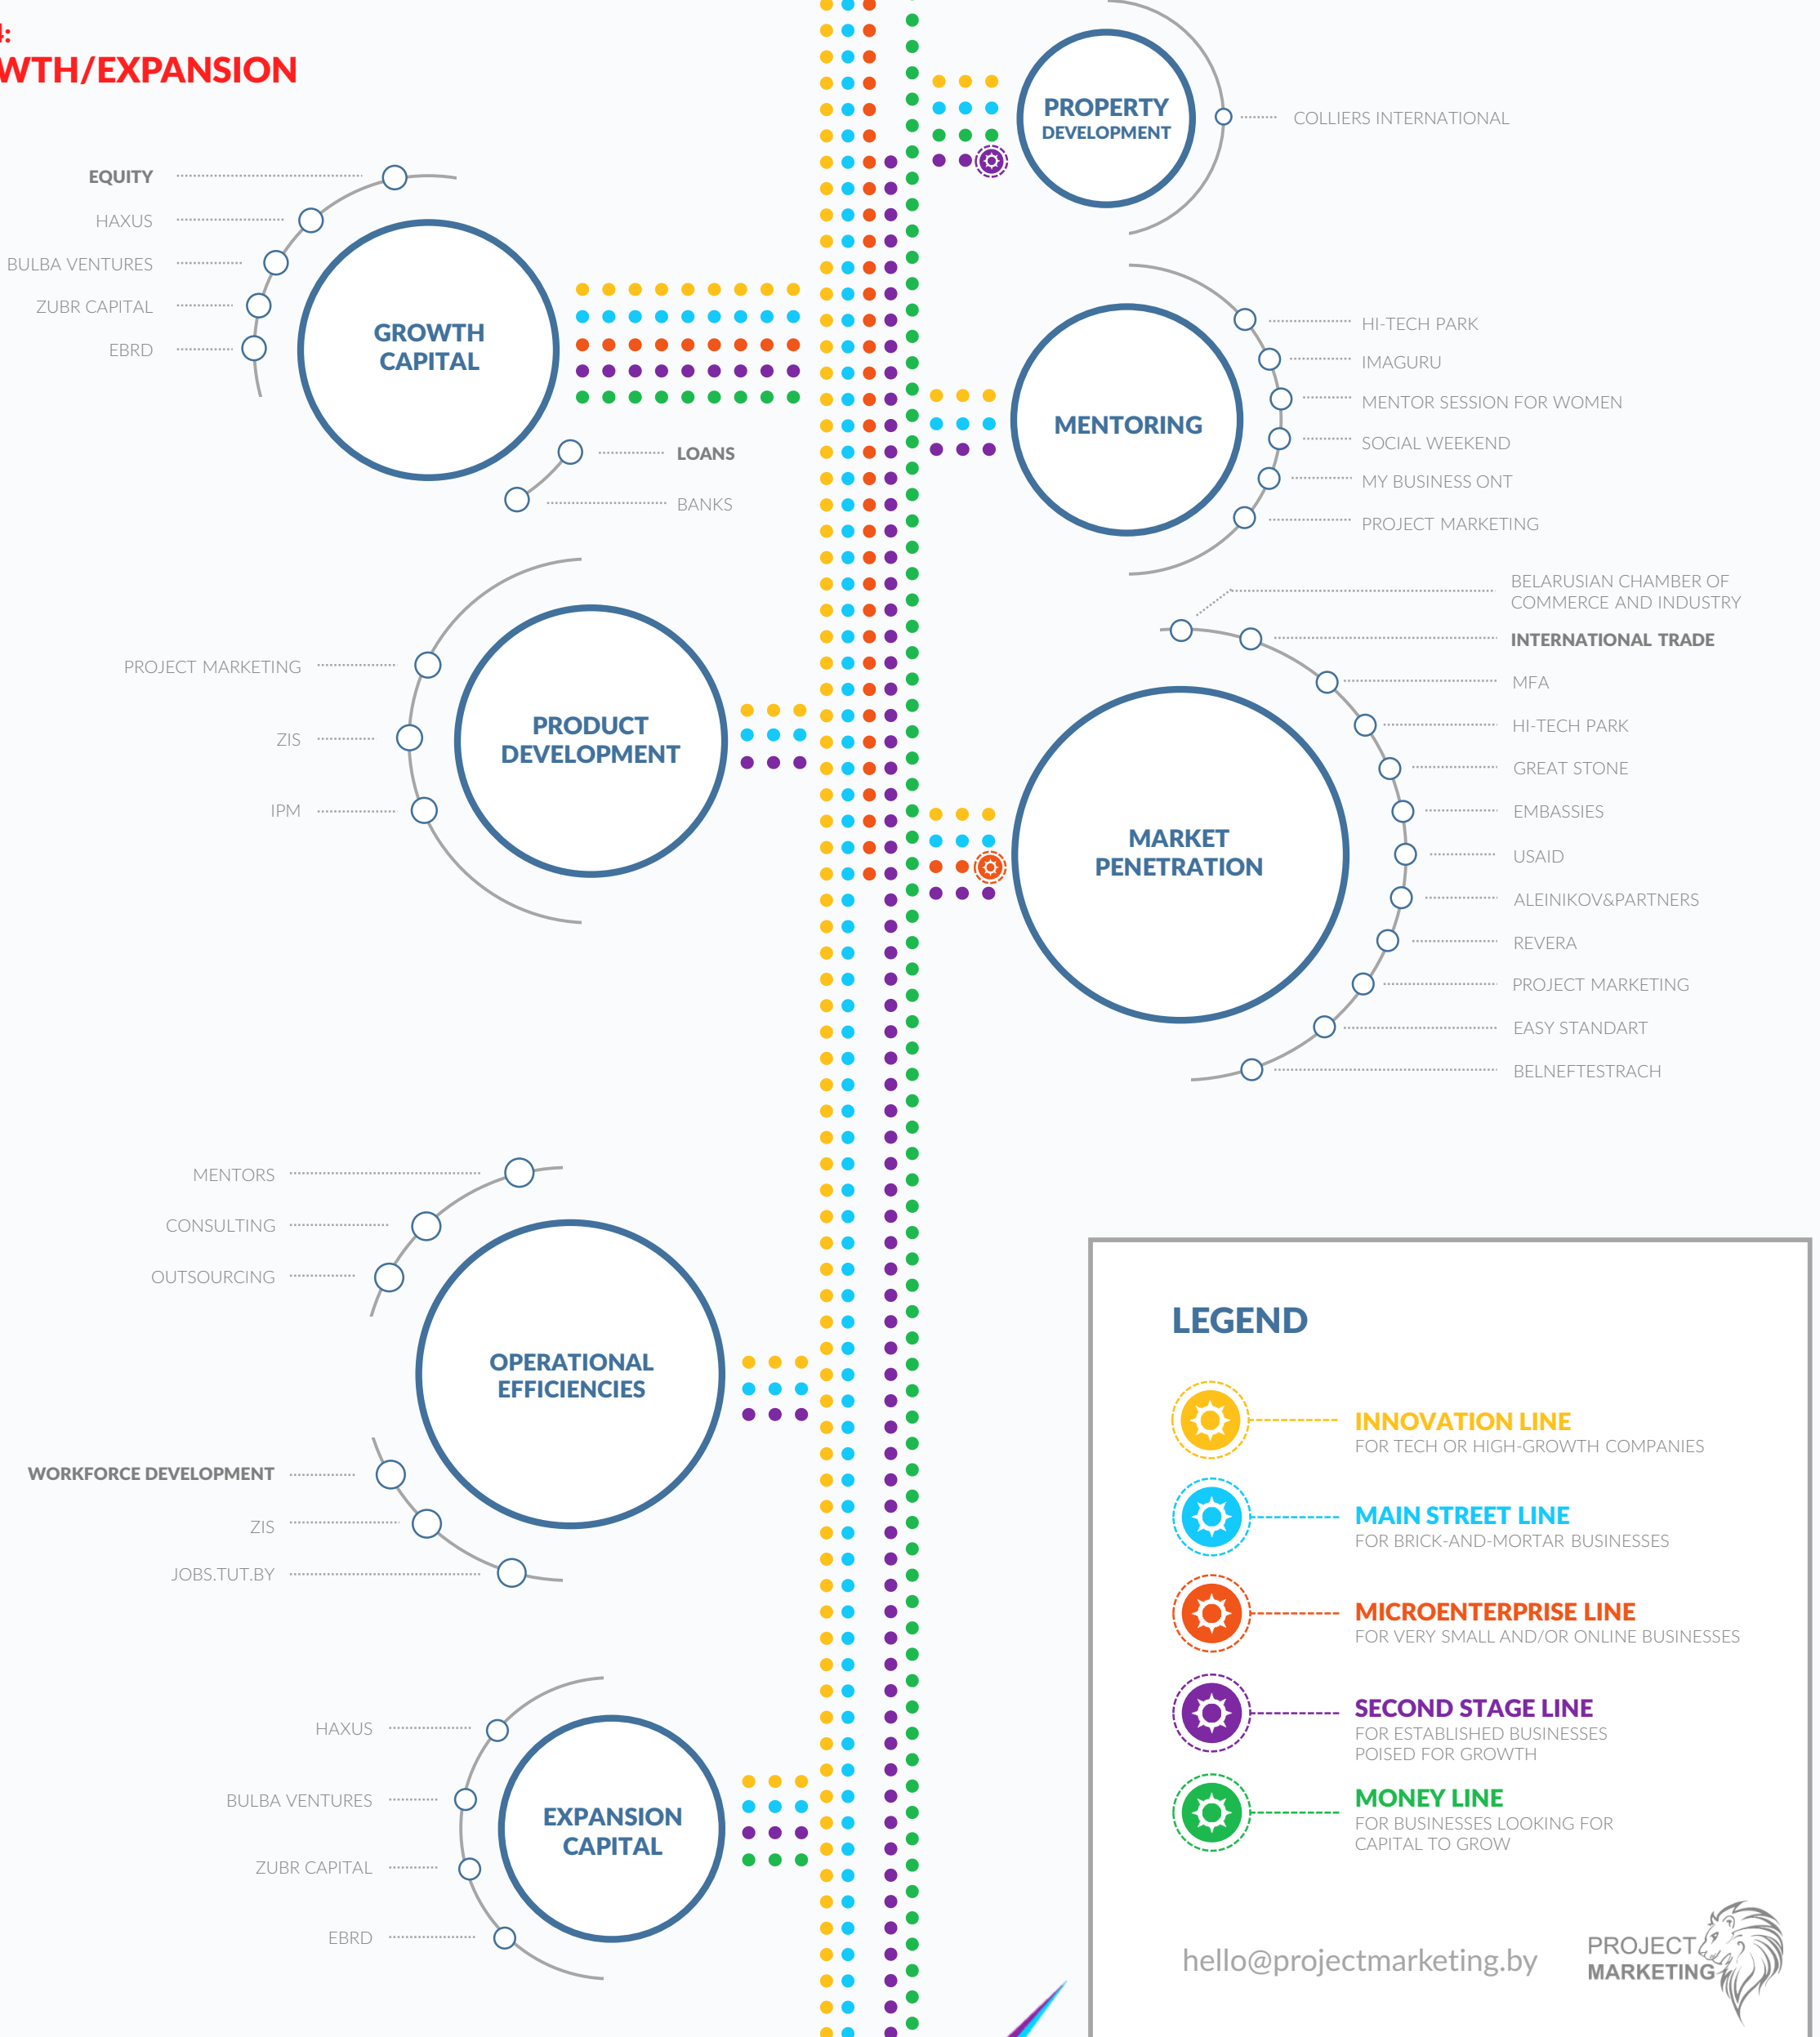 4:
WTH/EXPANSION
EQUITY
HAXUS
BULBA VENTURES
ZUBR CAPITAL
EBRD
GROWTH
CAPITAL
LOANS
BANKS
PROPERTY
DEVELOPMENT
COLLIERS INTERNATIONAL
MENTORING
HI-TECH PARK
IMAGURU
MENTOR SESSION FOR WOMEN
SOCIAL WEEKEND
MY BUSINESS ONT
PROJECT MARKETING
PROJECT MARKETING
ZIS
IPM
PRODUCT
DEVELOPMENT
BELARUSIAN CHAMBER OF
COMMERCE AND INDUSTRY
INTERNATIONAL TRADE
MFA
HI-TECH PARK
GREAT STONE
EMBASSIES
USAID
ALEINIKOV&PARTNERS
REVERA
PROJECT MARKETING
EASY STANDART
BELNEFTESTRACH
MARKET
PENETRATION
MENTORS
CONSULTING
OUTSOURCING
OPERATIONAL
EFFICIENCIES
WORKFORCE DEVELOPMENT
ZIS
JOBS.TUT.BY
HAXUS
BULBA VENTURES
ZUBR CAPITAL
EBRD
EXPANSION
CAPITAL
LEGEND
INNOVATION LINE
FOR TECH OR HIGH-GROWTH COMPANIES
MAIN STREET LINE
FOR BRICK-AND-MORTAR BUSINESSES
MICROENTERPRISE LINE
FOR VERY SMALL AND/OR ONLINE BUSINESSES
SECOND STAGE LINE
FOR ESTABLISHED BUSINESSES
POISED FOR GROWTH
MONEY LINE
FOR BUSINESSES LOOKING FOR
CAPITAL TO GROW
hello@projectmarketing.by
PROJECT
MARKETING